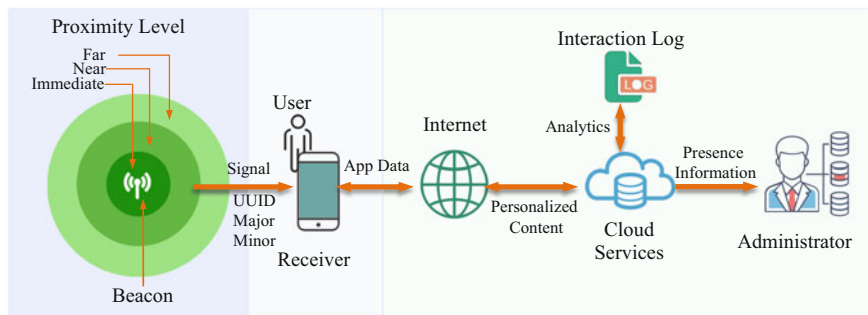 Proximity Level
Far
Near
Immediate
Beacon
Signal
UUID
Major
Minor
User
Receiver
App Data
Internet
Personalized
Content
Interaction Log
LOG
Analytics
Cloud
Services
Presence
Information
Administrator